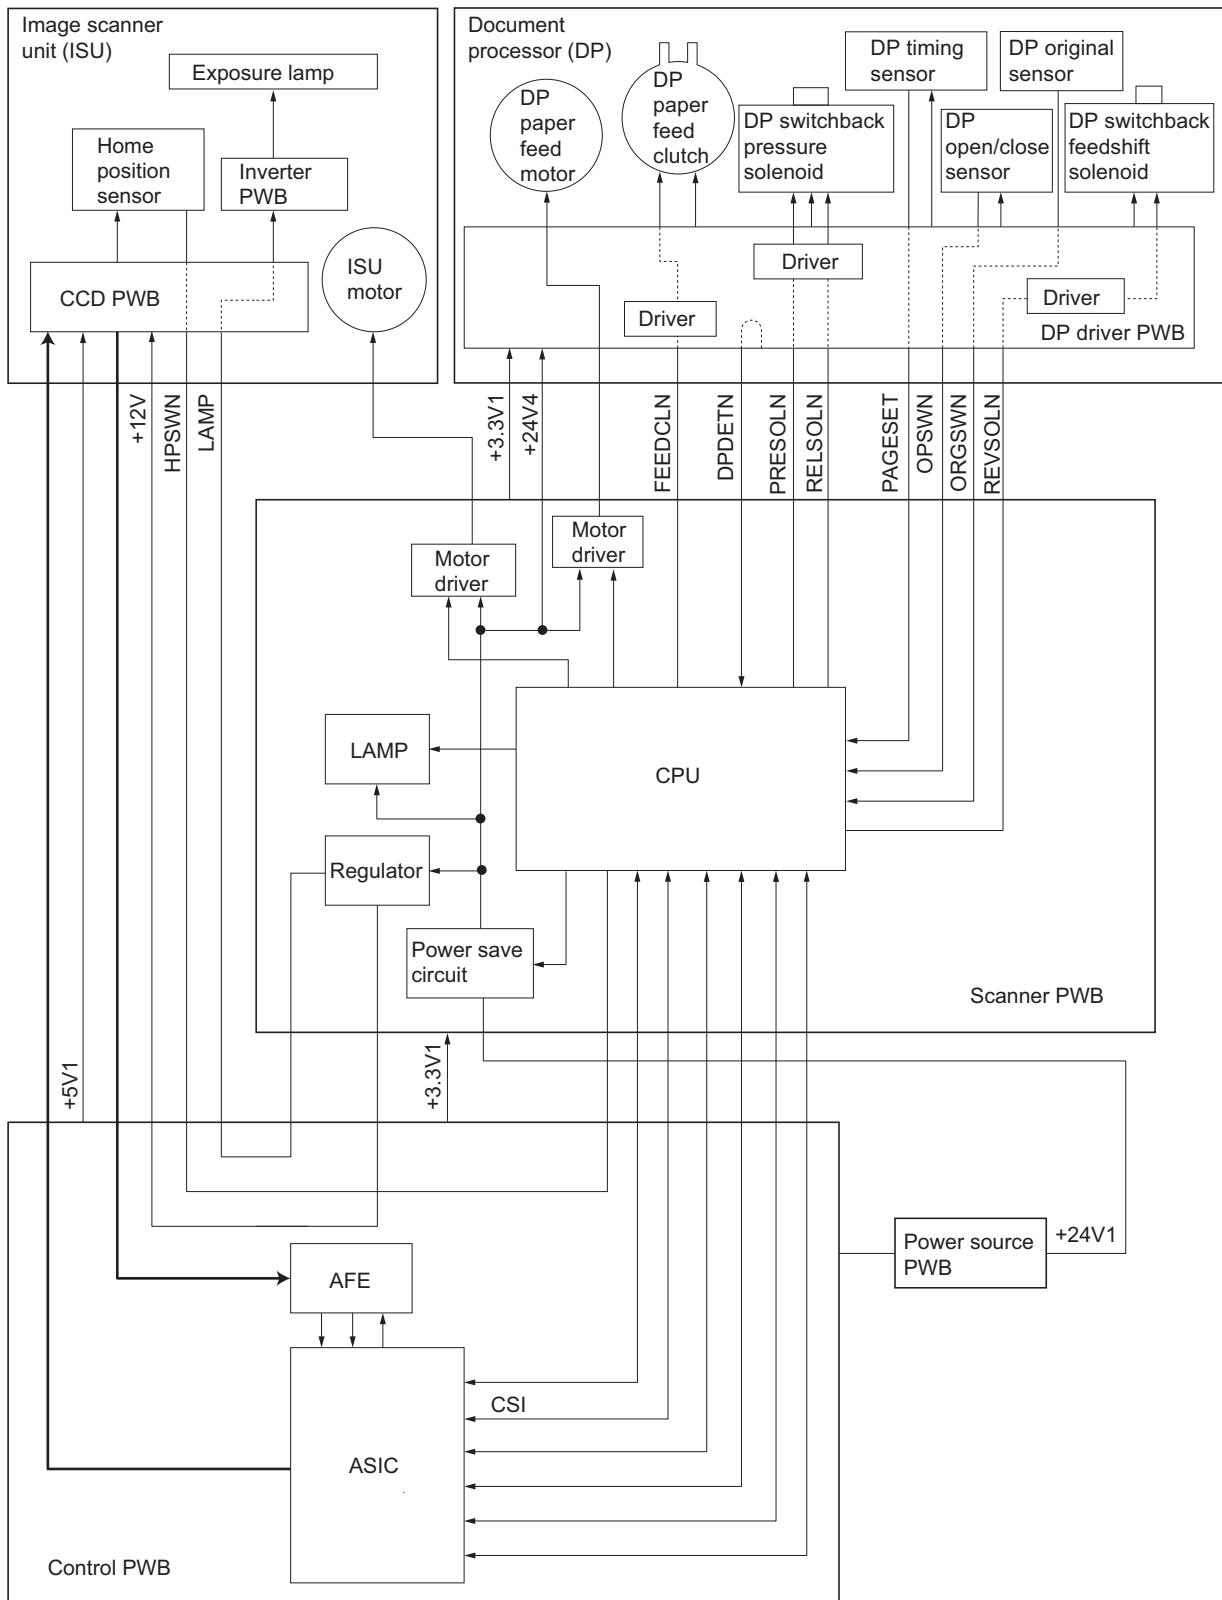 Image scanner
unit (ISU)
Exposure lamp
Home
position
sensor
Inverter
PWB
CCD PWB
ISU
motor
Document
processor (DP)
DP
paper
feed
motor
DP
paper
feed
clutch
DP switchback
pressure
solenoid
DP timing
sensor
DP original
sensor
DP
open/close
sensor
DP switchback
feedshift
solenoid
Driver
Driver
Driver
DP driver PWB
+12V
HPSWN
LAMP
+3.3V1
+24V4
FEEDCLN
DPDETN
PRESOLN
RELSOLN
PAGESET
OPSWN
ORGSWN
REVSOLN
Motor
driver
Motor
driver
LAMP
CPU
Regulator
Power save
circuit
Scanner PWB
+5V1
+3.3V1
Power source
PWB
+24V1
AFE
CSI
ASIC
Control PWB